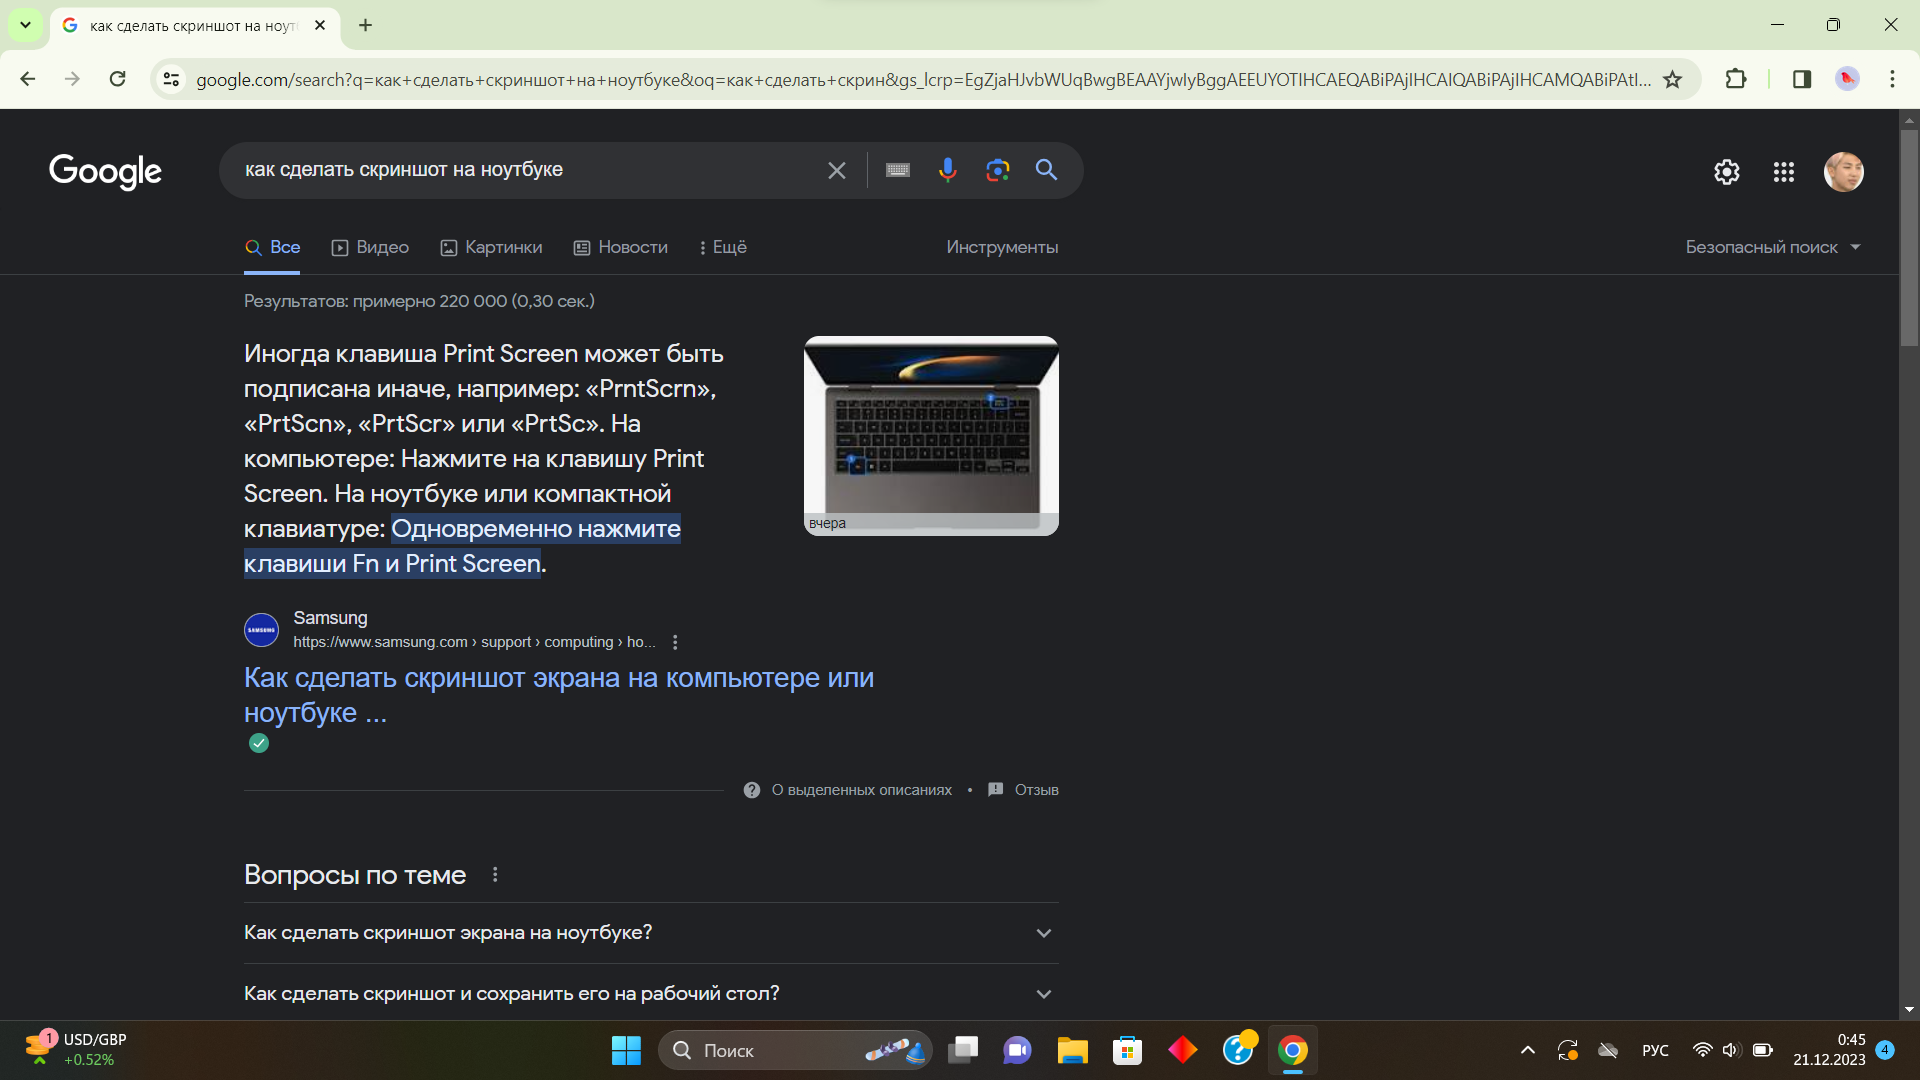 как сделать скриншот на ноут
google.com/search?q=как+сделать+скриншот+на+ноутбуке&oq=как+сделать+скрин&gs_lcrp=EgZjaHJvbWUqBwgBEAAYjwIyBggAEEUYOTIHCAEQABiPAjIHCAIQABiPAjIHCAMQABiPAtI...
Google
как сделать скриншот на ноутбуке
Все
Видео
Картинки
Новости
Ещё
Инструменты
Безопасный поиск
Результатов: примерно 220 000 (0,30 сек.)
Иногда клавиша Print Screen может быть
подписана иначе, например: «PrntScrn»,
«PrtScn», «PrtScr» или «PrtSc». На
компьютере: Нажмите на клавишу Print
Screen. На ноутбуке или компактной
клавиатуре: Одновременно нажмите
клавиши Fn и Print Screen.
вчера
SAMSUNG
Samsung
https://www.samsung.com › support › computing › ho...
Как сделать скриншот экрана на компьютере или
ноутбуке ...
О выделенных описаниях
•
Отзыв
Вопросы по теме
Как сделать скриншот экрана на ноутбуке?
Как сделать скриншот и сохранить его на рабочий стол?
1
USD/GBP
+0.52%
Поиск
РУС
0:45
21.12.2023
4